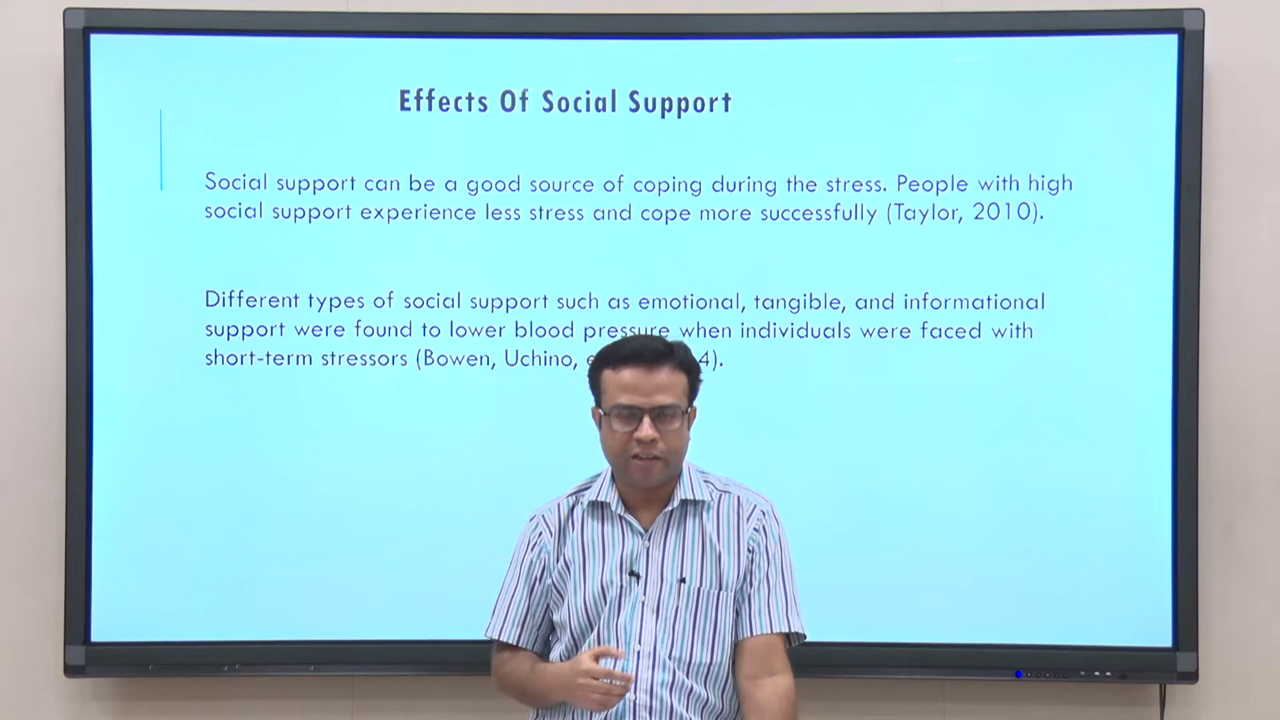 Effects Of Social Support
Social support can be a good source of coping during the stress. People with high
social support experience less stress and cope more successfully (Taylor, 2010).
Different types of social support such as emotional, tangible, and informational
support were found to lower blood pressure when individuals were faced with
short-term stressors (Bowen, Uchino, 4).